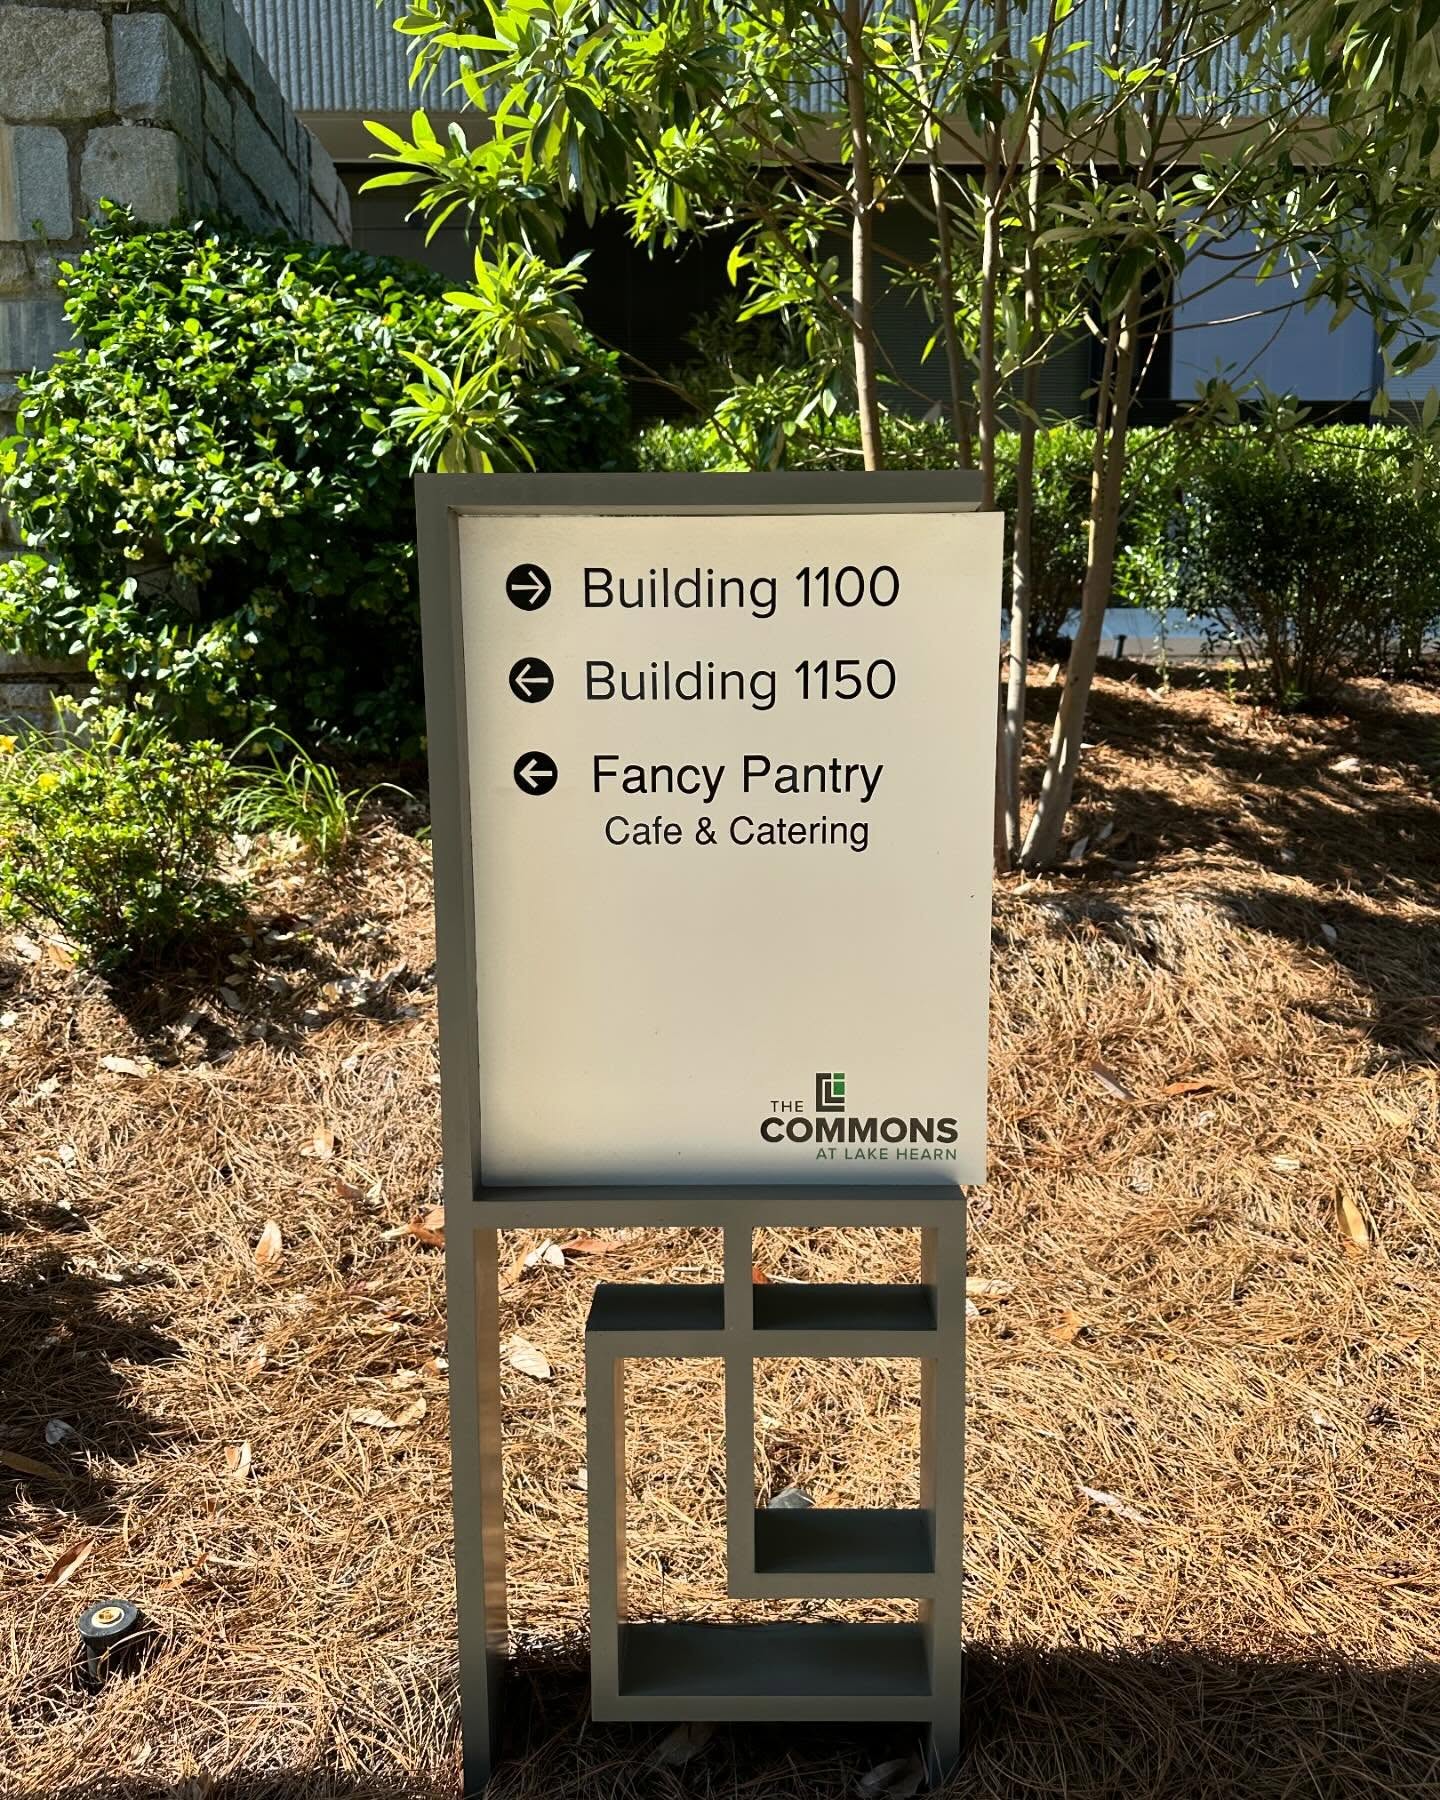 Building 1100
Building 1150
Fancy Pantry
Cafe & Catering
THE
COMMONS
AT LAKE HEARN